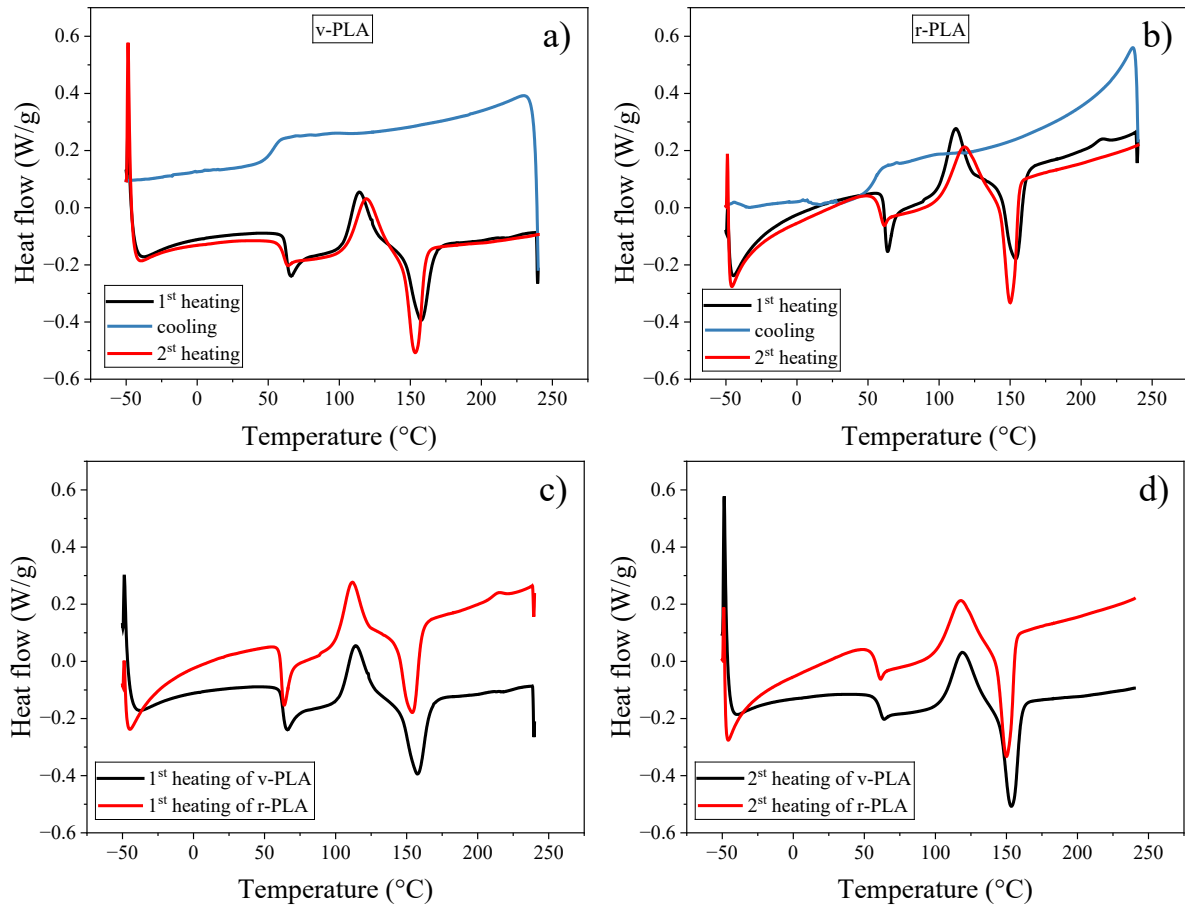 v-PLA
a)
0.6
0.4
0.2
0.0
−0.2
−0.4
−0.6
Heat flow (W/g)
1st heating
cooling
2st heating
−50 0 50 100 150 200 250
Temperature (°C)
r-PLA
b)
0.6
0.4
0.2
0.0
−0.2
−0.4
−0.6
Heat flow (W/g)
1st heating
cooling
2st heating
−50 0 50 100 150 200 250
Temperature (°C)
c)
0.6
0.4
0.2
0.0
−0.2
−0.4
−0.6
Heat flow (W/g)
1st heating of v-PLA
1st heating of r-PLA
−50 0 50 100 150 200 250
Temperature (°C)
d)
0.6
0.4
0.2
0.0
−0.2
−0.4
−0.6
Heat flow (W/g)
2st heating of v-PLA
2st heating of r-PLA
−50 0 50 100 150 200 250
Temperature (°C)